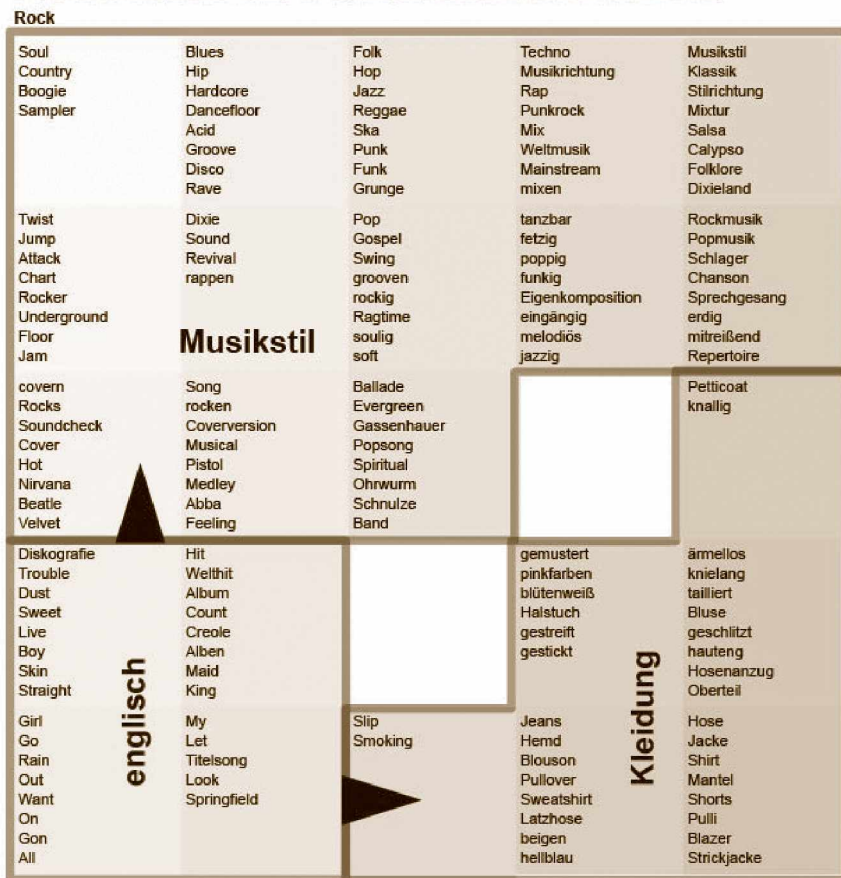 Rock
Soul
Country
Boogie
Sampler
Blues
Hip
Hardcore
Dancefloor
Acid
Groove
Disco
Rave
Folk
Hop
Jazz
Reggae
Ska
Punk
Funk
Grunge
Techno
Musikrichtung
Rap
Punkrock
Mix
Weltmusik
Mainstream
mixen
Musikstil
Klassik
Stilrichtung
Mixtur
Salsa
Calypso
Folklore
Dixieland
Twist
Jump
Attack
Chart
Rocker
Underground
Floor
Jam
Dixie
Sound
Revival
rappen
Musikstil
Pop
Gospel
Swing
grooven
rockig
Ragtime
soulig
soft
tanzbar
fetzig
poppig
funkig
Eigenkomposition
eingängig
melodiös
jazzig
Rockmusik
Popmusik
Schlager
Chanson
Sprechgesang
erdig
mitreißend
Repertoire
covern
Rocks
Soundcheck
Cover
Hot
Nirvana
Beatle
Velvet
Song
rocken
Coverversion
Musical
Pistol
Medley
Abba
Feeling
Ballade
Evergreen
Gassenhauer
Popsong
Spiritual
Ohrwurm
Schnulze
Band
Petticoat
knallig
Diskografie
Trouble
Dust
Sweet
Live
Boy
Skin
Straight
englisch
Hit
Welthit
Album
Count
Creole
Alben
Maid
King
gemustert
pinkfarben
blütenweiß
Halstuch
gestreift
gestickt
Kleidung
ärmellos
knielang
tailliert
Bluse
geschlitzt
hauteng
Hosenanzug
Oberteil
Girl
Go
Rain
Out
Want
On
Gon
All
My
Let
Titelsong
Look
Springfield
Slip
Smoking
Jeans
Hemd
Blouson
Pullover
Sweatshirt
Latzhose
beigen
hellblau
Hose
Jacke
Shirt
Mantel
Shorts
Pulli
Blazer
Strickjacke